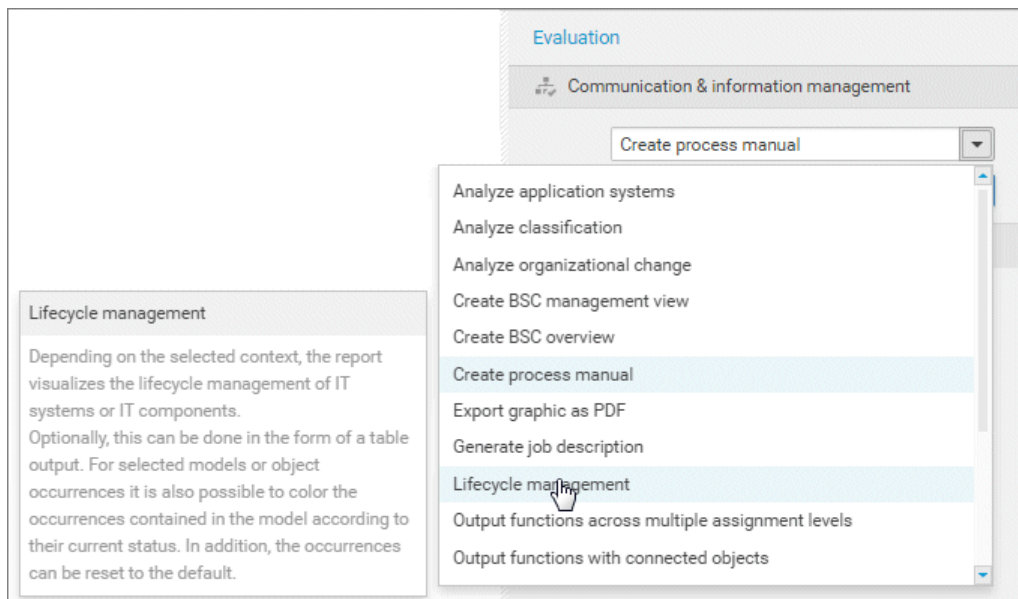 Evaluation
Communication & information management
Create process manual
Analyze application systems
Analyze classification
Analyze organizational change
Create BSC management view
Create BSC overview
Create process manual
Export graphic as PDF
Generate job description
Lifecycle management
Output functions across multiple assignment levels
Output functions with connected objects
Lifecycle management
Depending on the selected context, the report
visualizes the lifecycle management of IT
systems or IT components.
Optionally, this can be done in the form of a table
output. For selected models or object
occurrences it is also possible to color the
occurrences contained in the model according to
their current status. In addition, the occurrences
can be reset to the default.